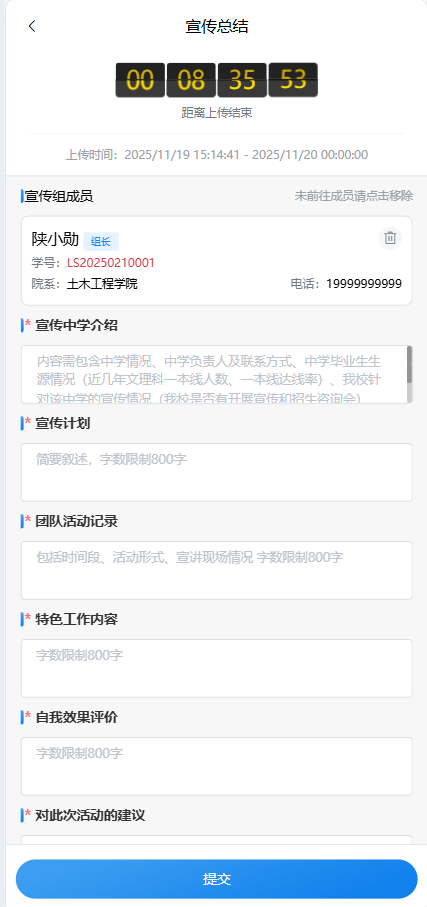 宣传总结
00 08 35 53
距离上传结束
上传时间：2025/11/19 15:14:41 - 2025/11/20 00:00:00
宣传组成员 未前往成员请点击移除
陕小勋 组长
学号：LS20250210001
院系：土木工程学院 电话：19999999999
* 宣传中学介绍
内容需包含中学情况、中学负责人及联系方式、中学毕业生生
源情况（近几年文理科一本线人数、一本线达线率）、我校针
对该中学的宣传情况（我校是否有开展宣传和招生咨询会）
* 宣传计划
简要叙述，字数限制800字
* 团队活动记录
包括时间段、活动形式、宣讲现场情况 字数限制800字
* 特色工作内容
字数限制800字
* 自我效果评价
字数限制800字
* 对此次活动的建议
提交